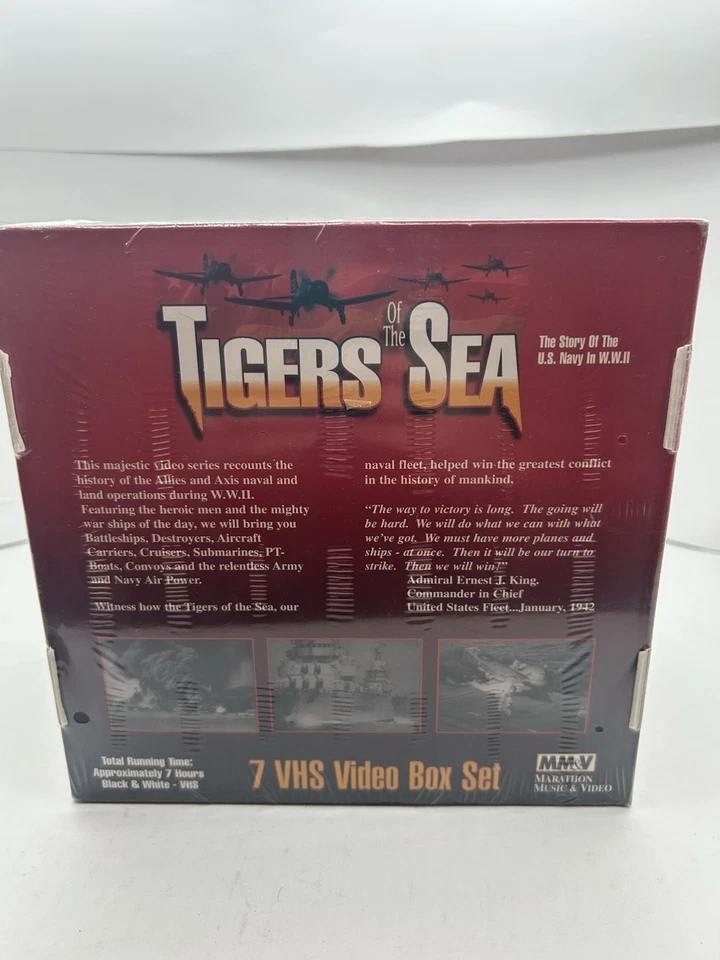 TIGERS Of The SEA
The Story Of The
U.S. Navy In W.W.II
This majestic video series recounts the
history of the Allies and Axis naval and
land operations during W.W.II.
Featuring the heroic men and the mighty
war ships of the day, we will bring you
Battleships, Destroyers, Aircraft
Carriers, Cruisers, Submarines, PT-
Boats, Convoys and the relentless Army
and Navy Air Power.
Witness how the Tigers of the Sea, our
naval fleet, helped win the greatest conflict
in the history of mankind.
“The way to victory is long. The going will
be hard. We will do what we can with what
we've got. We must have more planes and
ships - at once. Then it will be our turn to
strike. Then we will win!”
Admiral Ernest J. King.
Commander in Chief
United States Fleet...January, 1942
Total Running Time:
Approximately 7 Hours
Black & White - VHS
7 VHS Video Box Set
MM&V
MARATHON
MUSIC & VIDEO